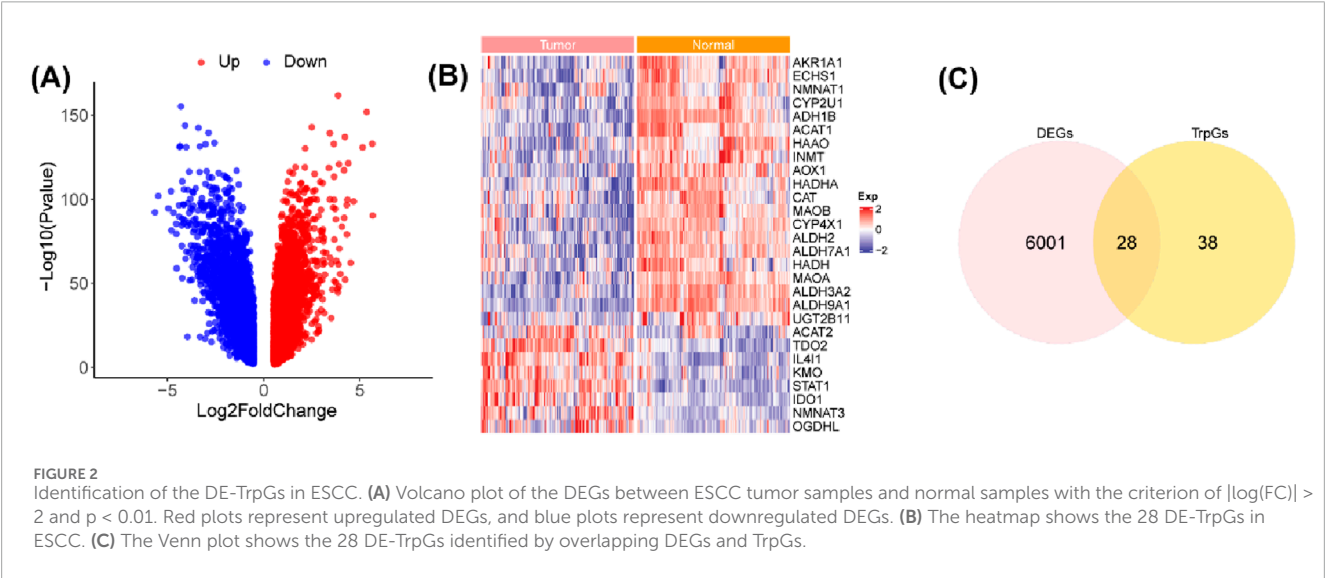 (A)
Up
Down
150
100
50
0
−Log10(Pvalue)
−5
0
5
Log2FoldChange
(B)
Tumor
Normal
AKR1A1
ECHS1
NMNAT1
CYP2U1
ADH1B
ACAT1
HAAO
INMT
AOX1
HADHA
CAT
MAOB
CYP4X1
ALDH2
ALDH7A1
HADH
MAOA
ALDH3A2
ALDH9A1
UGT2B11
ACAT2
TDO2
IL4I1
KMO
STAT1
IDO1
NMNAT3
OGDHL
Exp
2
0
−2
(C)
DEGs
TrpGs
6001
28
38
FIGURE 2
Identification of the DE-TrpGs in ESCC. (A) Volcano plot of the DEGs between ESCC tumor samples and normal samples with the criterion of |log(FC)| >
2 and p < 0.01. Red plots represent upregulated DEGs, and blue plots represent downregulated DEGs. (B) The heatmap shows the 28 DE-TrpGs in
ESCC. (C) The Venn plot shows the 28 DE-TrpGs identified by overlapping DEGs and TrpGs.